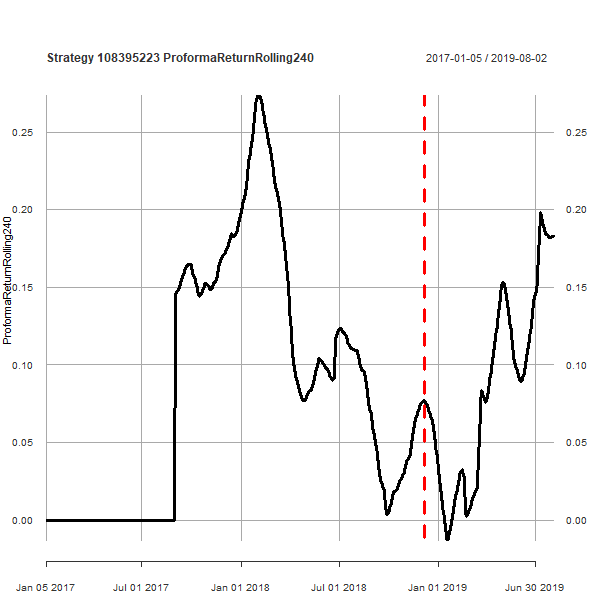 Strategy 108395223 ProformaReturnRolling240 2017-01-05 / 2019-08-02
ProformaReturnRolling240
0.25 0.25
0.20 0.20
0.15 0.15
0.10 0.10
0.05 0.05
0.00 0.00
Jan 05 2017 Jul 01 2017 Jan 01 2018 Jul 01 2018 Jan 01 2019 Jun 30 2019